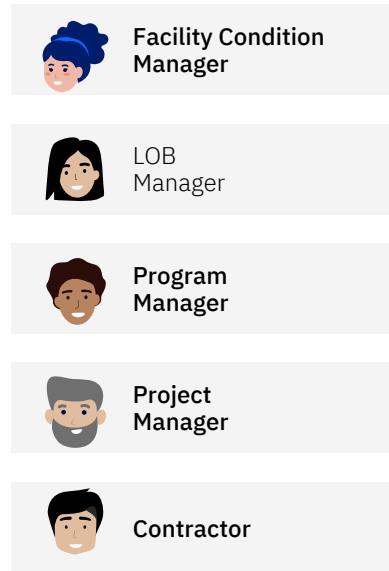 Facility Condition
Manager
LOB
Manager
Program
Manager
Project
Manager
Contractor